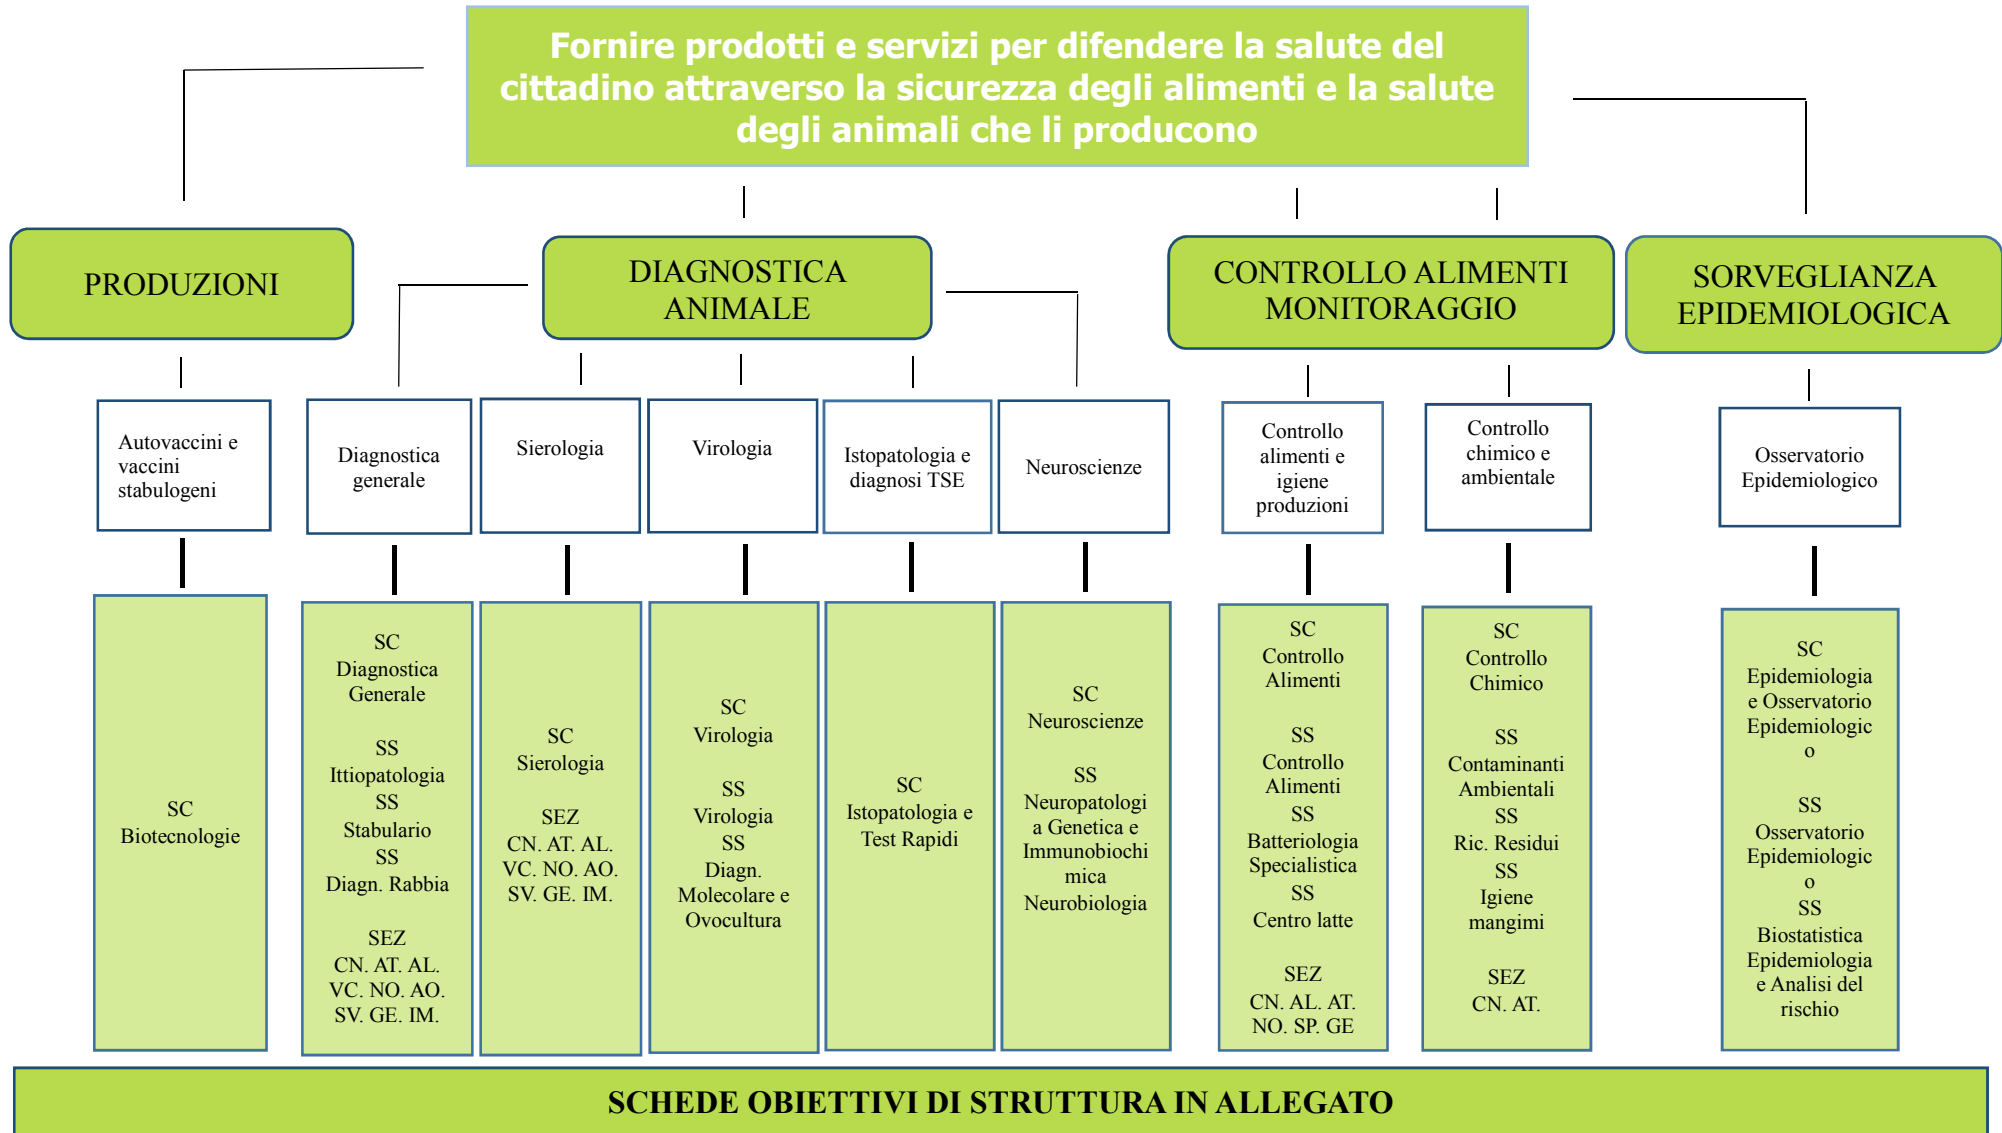 Fornire prodotti e servizi per difendere la salute del
cittadino attraverso la sicurezza degli alimenti e la salute
degli animali che li producono
PRODUZIONI
DIAGNOSTICA
ANIMALE
CONTROLLO ALIMENTI
MONITORAGGIO
SORVEGLIANZA
EPIDEMIOLOGICA
Autovaccini e
vaccini
stabulogeni
Diagnostica
generale
Sierologia
Virologia
Istopatologia e
diagnosi TSE
Neuroscienze
Controllo
alimenti e
igiene
produzioni
Controllo
chimico e
ambientale
Osservatorio
Epidemiologico
SC
Biotecnologie
SC
Diagnostica
Generale
SS
Ittiopatologia
SS
Stabulario
SS
Diagn. Rabbia
SEZ
CN. AT. AL.
VC. NO. AO.
SV. GE. IM.
SC
Sierologia
SEZ
CN. AT. AL.
VC. NO. AO.
SV. GE. IM.
SC
Virologia
SS
Virologia
SS
Diagn.
Molecolare e
Ovocultura
SC
Istopatologia e
Test Rapidi
SC
Neuroscienze
SS
Neuropatologi
a Genetica e
Immunobiochi
mica
Neurobiologia
SC
Controllo
Alimenti
SS
Controllo
Alimenti
SS
Batteriologia
Specialistica
SS
Centro latte
SEZ
CN. AL. AT.
NO. SP. GE
SC
Controllo
Chimico
SS
Contaminanti
Ambientali
SS
Ric. Residui
SS
Igiene
mangimi
SEZ
CN. AT.
SC
Epidemiologia
e Osservatorio
Epidemiologic
o
SS
Osservatorio
Epidemiologic
o
SS
Biostatistica
Epidemiologia
e Analisi del
rischio
SCHEDE OBIETTIVI DI STRUTTURA IN ALLEGATO